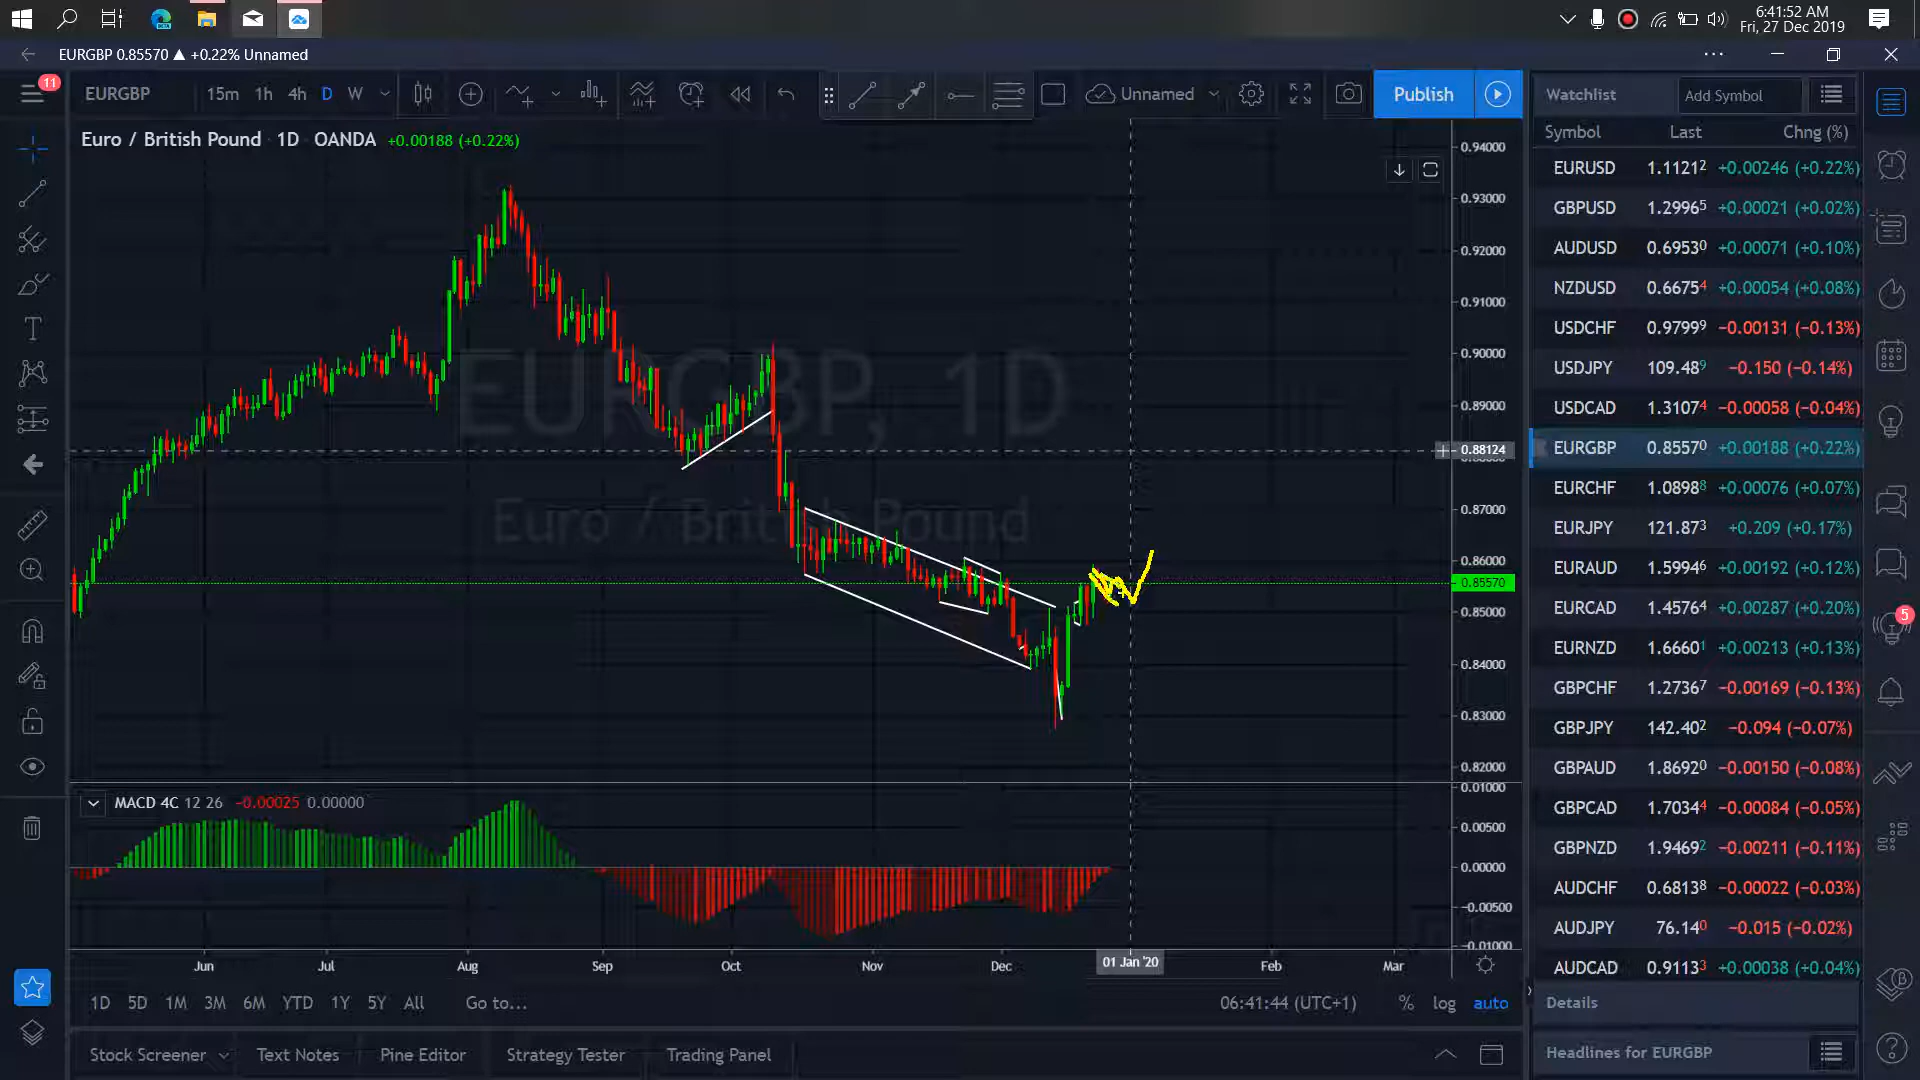 6:41:52 AM
Fri, 27 Dec 2019
EURGBP 0.85570 ▲ +0.22% Unnamed
11
EURGBP 15m 1h 4h D W Unnamed Publish
Watchlist Add Symbol
Euro / British Pound 1D OANDA +0.00188 (+0.22%)
Symbol Last Chng (%)
EURUSD 1.11212 +0.00246 (+0.22%)
GBPUSD 1.29965 +0.00021 (+0.02%)
AUDUSD 0.69530 +0.00071 (+0.10%)
NZDUSD 0.66754 +0.00054 (+0.08%)
USDCHF 0.97999 −0.00131 (−0.13%)
USDJPY 109.489 −0.150 (−0.14%)
USDCAD 1.31074 −0.00058 (−0.04%)
EURGBP 0.85570 +0.00188 (+0.22%)
EURCHF 1.08988 +0.00076 (+0.07%)
EURJPY 121.873 +0.209 (+0.17%)
EURAUD 1.59946 +0.00192 (+0.12%)
EURCAD 1.45764 +0.00287 (+0.20%)
5
EURNZD 1.66601 +0.00213 (+0.13%)
GBPCHF 1.27367 −0.00169 (−0.13%)
GBPJPY 142.402 −0.094 (−0.07%)
GBPAUD 1.86920 −0.00150 (−0.08%)
GBPCAD 1.70344 −0.00084 (−0.05%)
GBPNZD 1.94692 −0.00211 (−0.11%)
AUDCHF 0.68138 −0.00022 (−0.03%)
AUDJPY 76.140 −0.015 (−0.02%)
AUDCAD 0.91133 +0.00038 (+0.04%)
Details
Headlines for EURGBP
0.94000
0.93000
0.92000
0.91000
0.90000
0.89000
0.88124
0.87000
0.86000
0.85570
0.85000
0.84000
0.83000
0.82000
EURGBP, 1D
Euro / British Pound
MACD 4C 12 26 −0.00025 0.00000
0.01000
0.00500
0.00000
−0.00500
−0.01000
Jun Jul Aug Sep Oct Nov Dec 01 Jan '20 Feb Mar
1D 5D 1M 3M 6M YTD 1Y 5Y All Go to... 06:41:44 (UTC+1) % log auto
Stock Screener Text Notes Pine Editor Strategy Tester Trading Panel